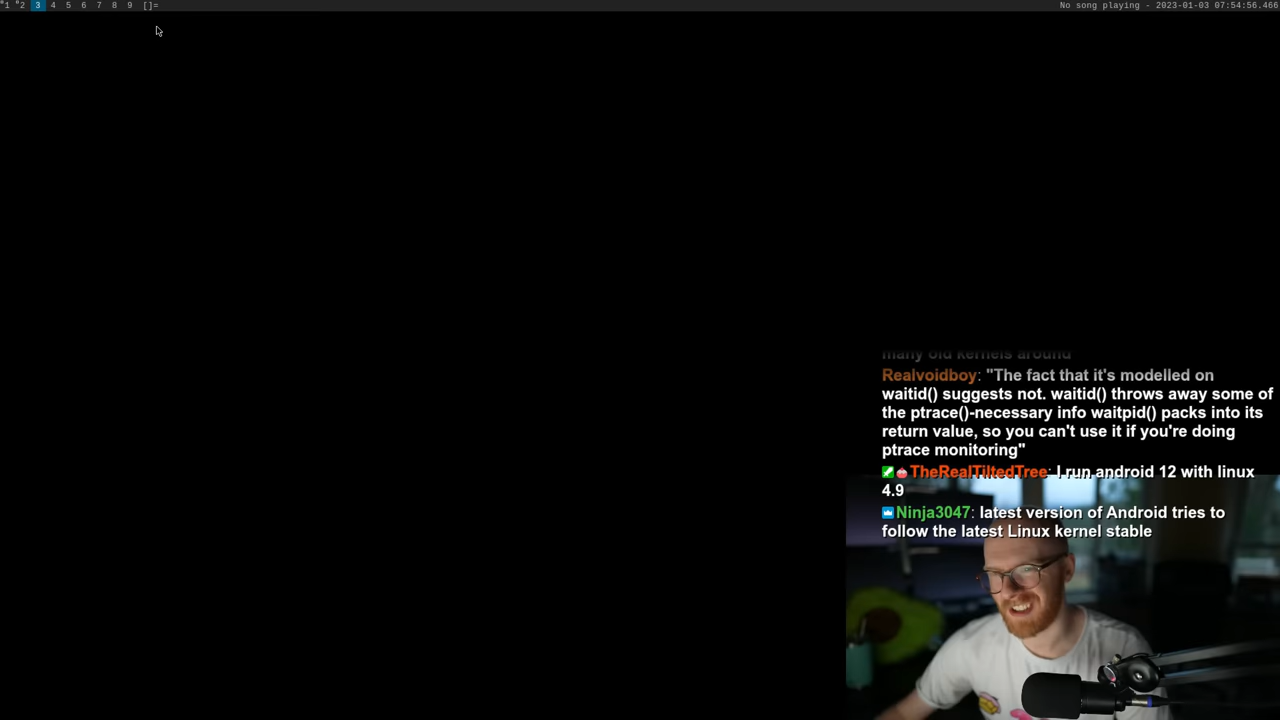 1 2 3 4 5 6 7 8 9 []=
No song playing - 2023-01-03 07:54:56.466
many old kernels around
Realvoidboy: "The fact that it's modelled on
waitid() suggests not. waitid() throws away some of
the ptrace()-necessary info waitpid() packs into its
return value, so you can't use it if you're doing
ptrace monitoring"
TheRealTiltedTree: I run android 12 with linux
4.9
Ninja3047: latest version of Android tries to
follow the latest Linux kernel stable